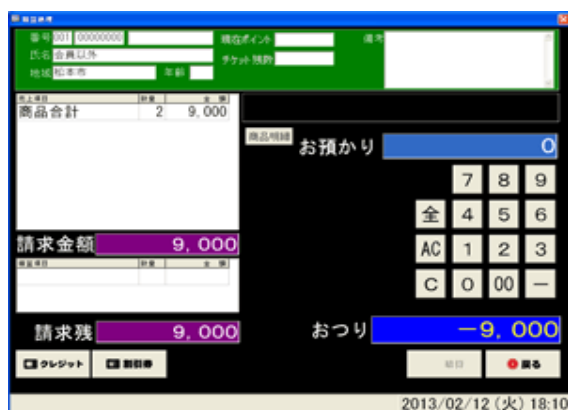 番号 001 00000000
現在ポイント
備考
氏名 会員以外
チケット残数
地域 松本市 年齢
売上項目 数量 金額
商品合計 2 9,000
商品明細
お預かり 0
7 8 9
全 4 5 6
請求金額 9,000
AC 1 2 3
数量 金額
C 0 00 －
請求残 9,000
おつり －9,000
クレジット
割引券
戻る
2013/02/12 (火) 18:10